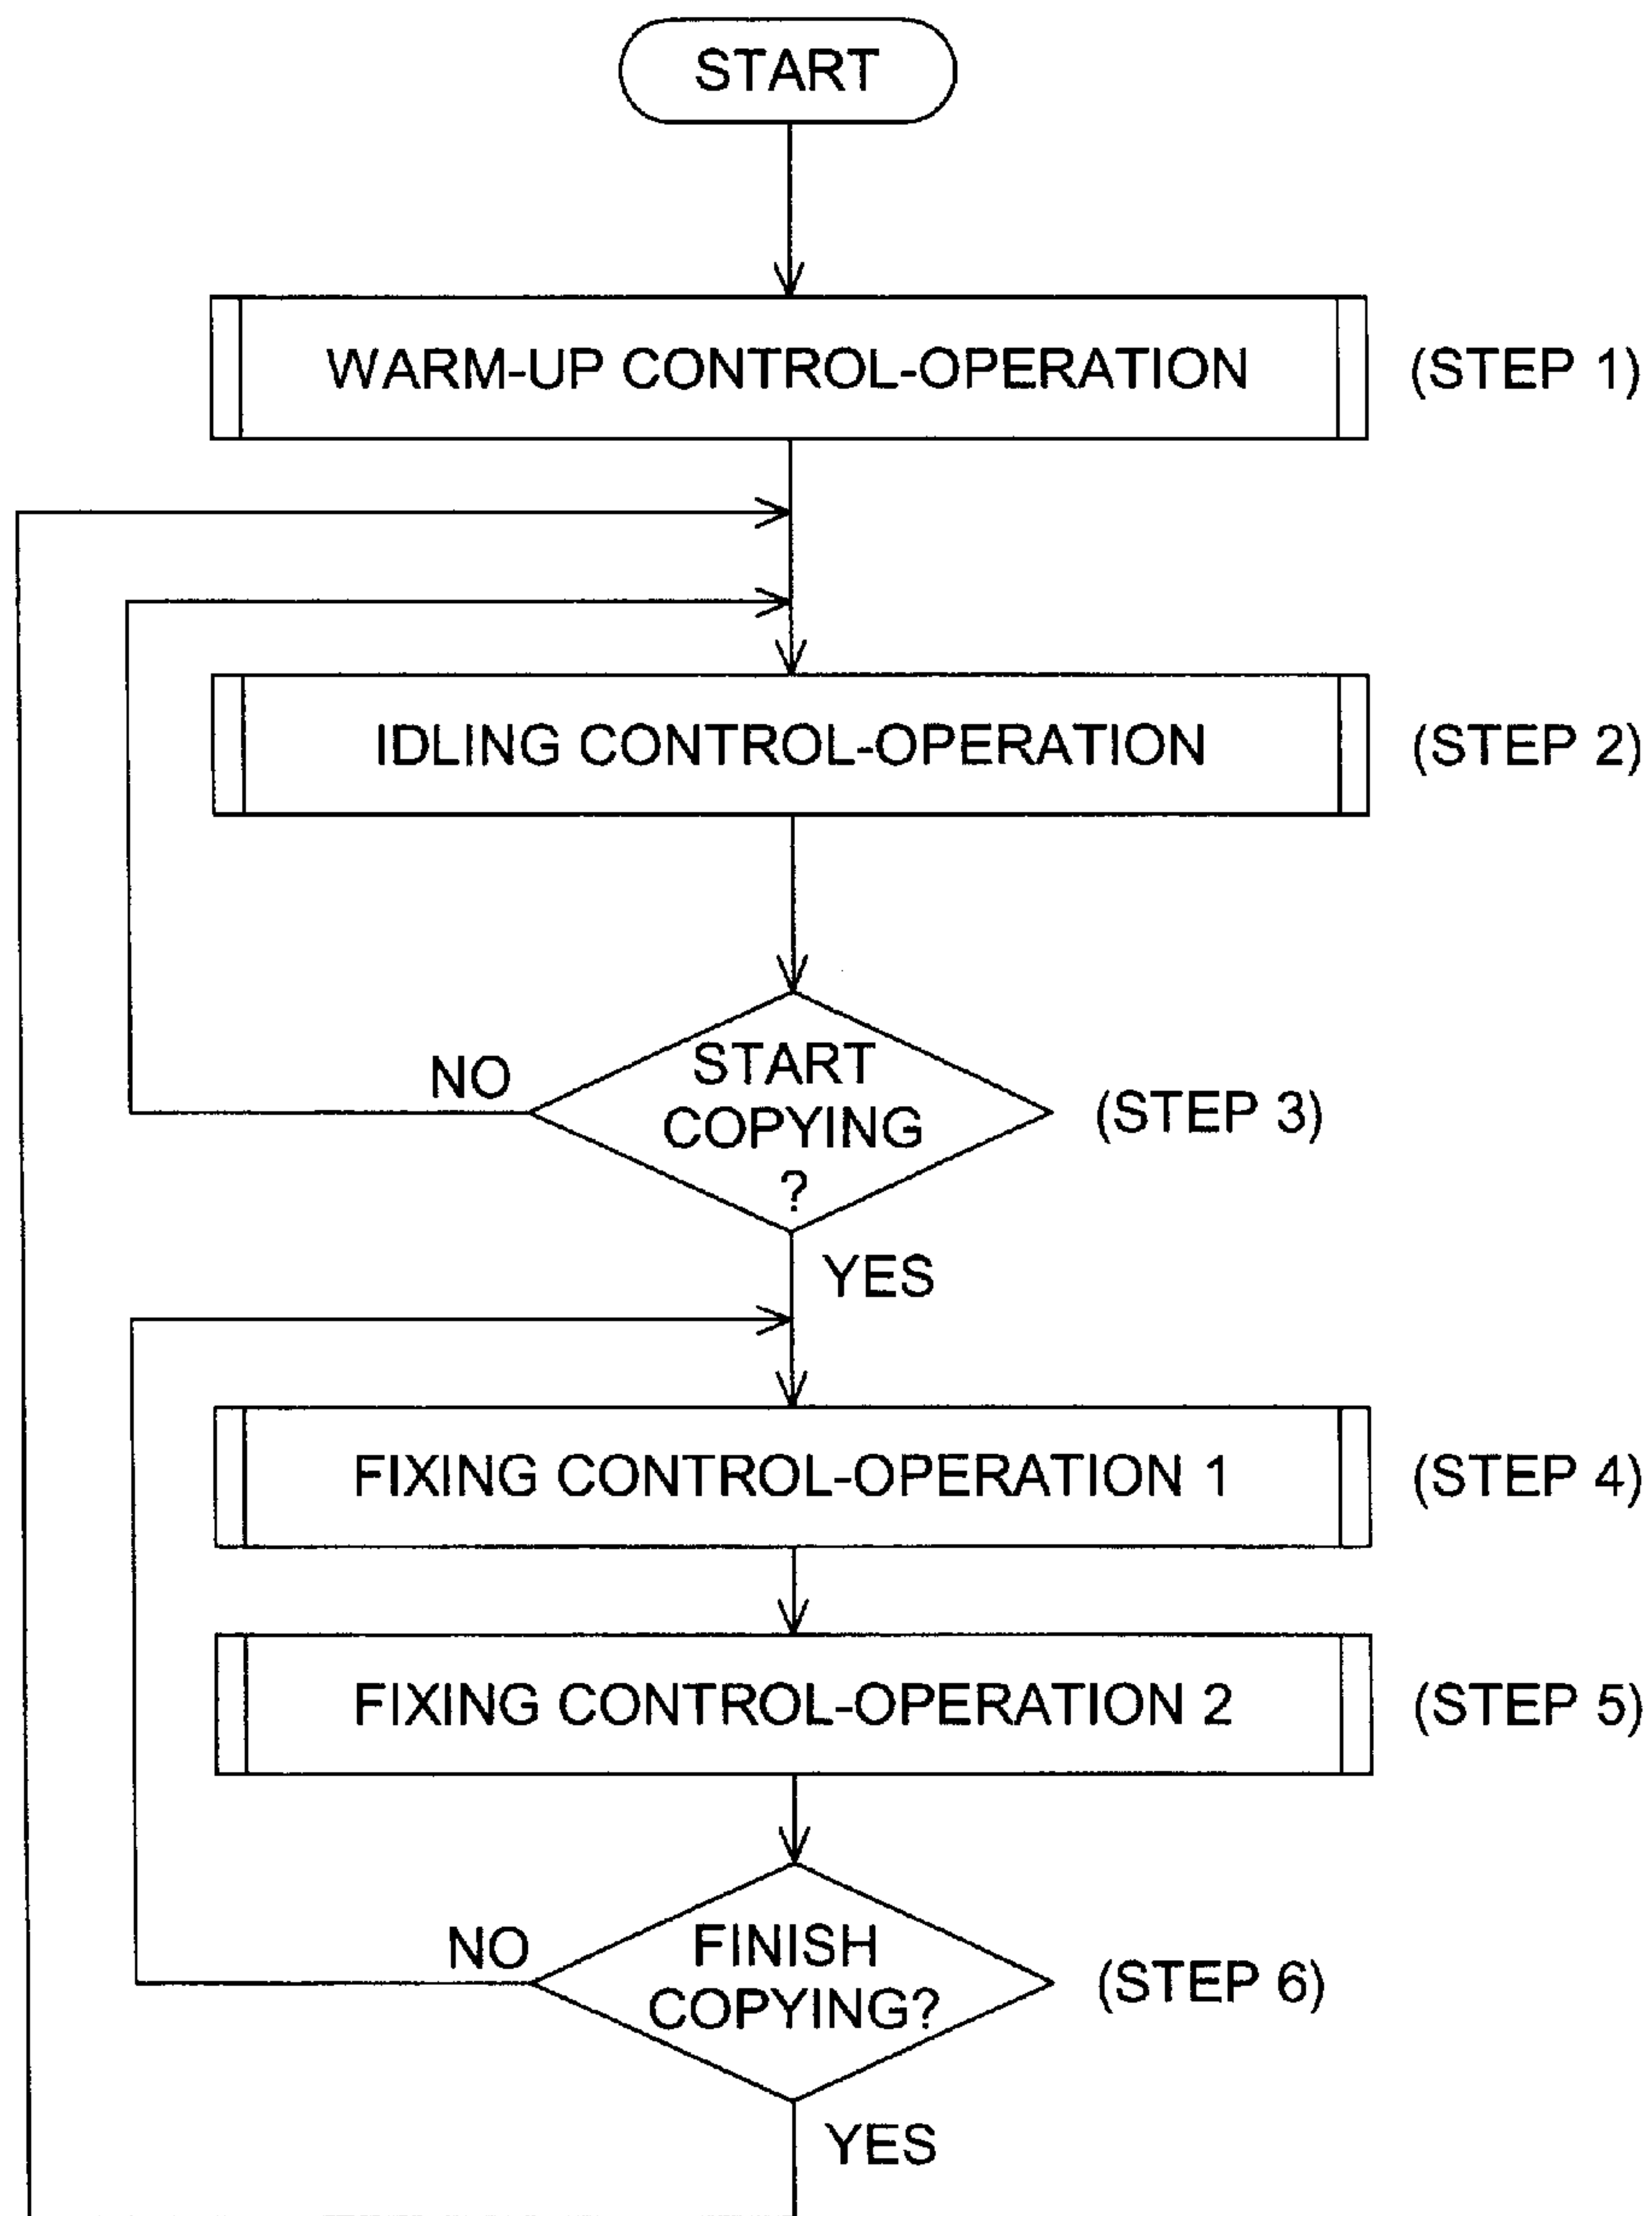 START
WARM-UP CONTROL-OPERATION (STEP 1)
IDLING CONTROL-OPERATION (STEP 2)
START
COPYING
?
(STEP 3)
NO
YES
FIXING CONTROL-OPERATION 1 (STEP 4)
FIXING CONTROL-OPERATION 2 (STEP 5)
FINISH
COPYING?
(STEP 6)
NO
YES